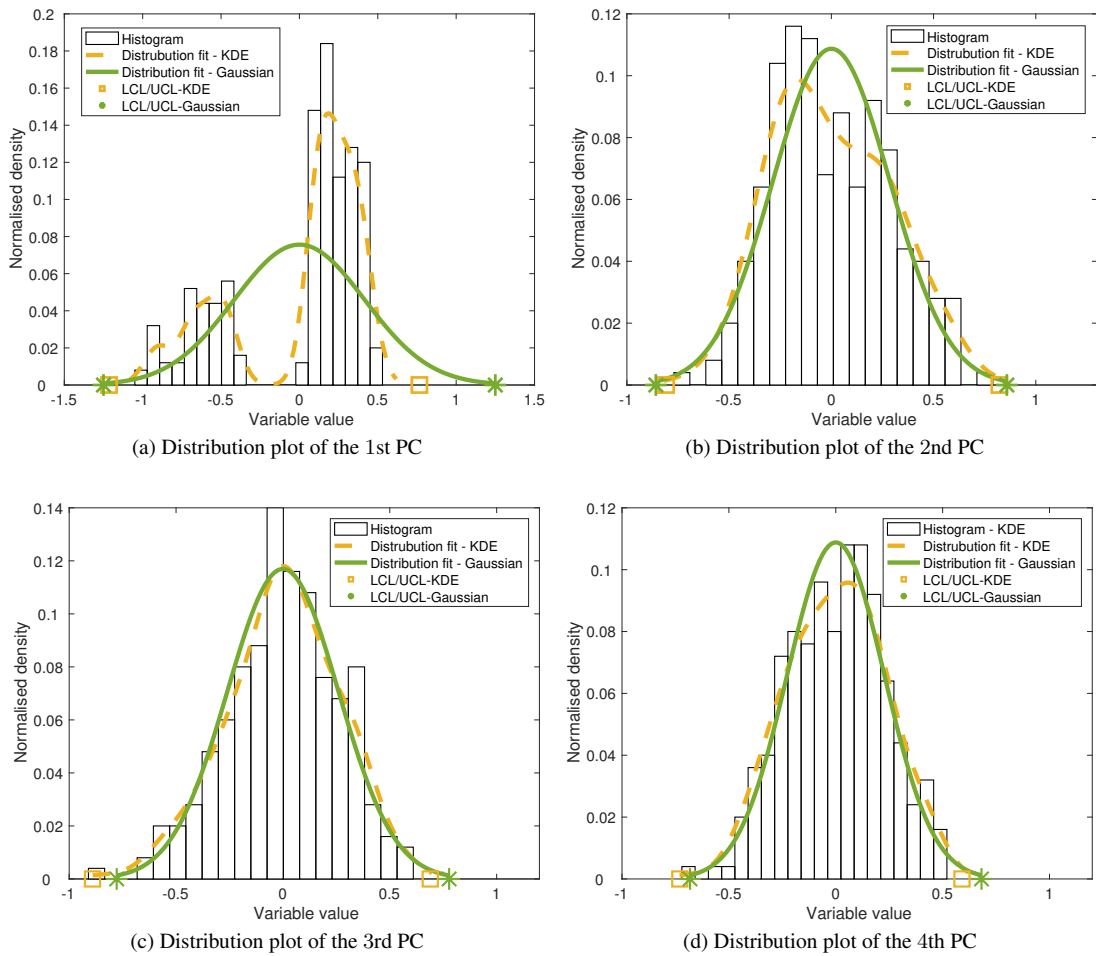 0.2
0.18
0.16
0.14
0.12
0.1
0.08
0.06
0.04
0.02
0
Normalised density
Histogram
Distrubution fit - KDE
Distribution fit - Gaussian
LCL/UCL-KDE
LCL/UCL-Gaussian
-1.5 -1 -0.5 0 0.5 1 1.5
Variable value
(a) Distribution plot of the 1st PC
0.12
0.1
0.08
0.06
0.04
0.02
0
Normalised density
Histogram
Distrubution fit - KDE
Distribution fit - Gaussian
LCL/UCL-KDE
LCL/UCL-Gaussian
-1 -0.5 0 0.5 1
Variable value
(b) Distribution plot of the 2nd PC
0.14
0.12
0.1
0.08
0.06
0.04
0.02
0
Normalised density
Histogram
Distrubution fit - KDE
Distribution fit - Gaussian
LCL/UCL-KDE
LCL/UCL-Gaussian
-1 -0.5 0 0.5 1
Variable value
(c) Distribution plot of the 3rd PC
0.12
0.1
0.08
0.06
0.04
0.02
0
Normalised density
Histogram - KDE
Distrubution fit - KDE
Distribution fit - Gaussian
LCL/UCL-KDE
LCL/UCL-Gaussian
-1 -0.5 0 0.5 1
Variable value
(d) Distribution plot of the 4th PC